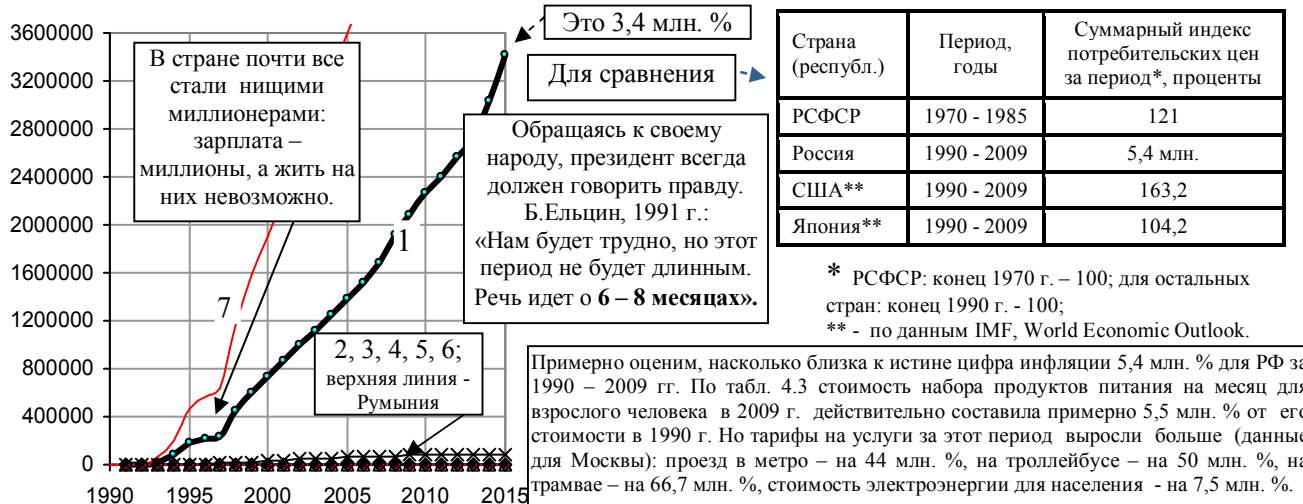 3600000
3200000
2800000
2400000
2000000
1600000
1200000
800000
400000
0
1990
1995
2000
2005
2010
2015
В стране почти все
стали нищими
миллионерами:
зарплата –
миллионы, а жить на
них невозможно.
Это 3,4 млн. %
Для сравнения
Обращаясь к своему
народу, президент всегда
должен говорить правду.
Б.Ельцин, 1991 г.:
«Нам будет трудно, но этот
период не будет длинным.
Речь идет о 6 – 8 месяцах».
1
7
2, 3, 4, 5, 6;
верхняя линия -
Румыния
Страна (республ.) Период, годы Суммарный индекс потребительских цен за период*, проценты
РСФСР 1970 - 1985 121
Россия 1990 - 2009 5,4 млн.
США** 1990 - 2009 163,2
Япония** 1990 - 2009 104,2
* РСФСР: конец 1970 г. – 100; для остальных
стран: конец 1990 г. - 100;
** - по данным IMF, World Economic Outlook.
Примерно оценим, насколько близка к истине цифра инфляции 5,4 млн. % для РФ за
1990 – 2009 гг. По табл. 4.3 стоимость набора продуктов питания на месяц для
взрослого человека в 2009 г. действительно составила примерно 5,5 млн. % от его
стоимости в 1990 г. Но тарифы на услуги за этот период выросли больше (данные
для Москвы): проезд в метро – на 44 млн. %, на троллейбусе – на 50 млн. %, на
трамвае – на 66,7 млн. %, стоимость электроэнергии для населения - на 7,5 млн. %.